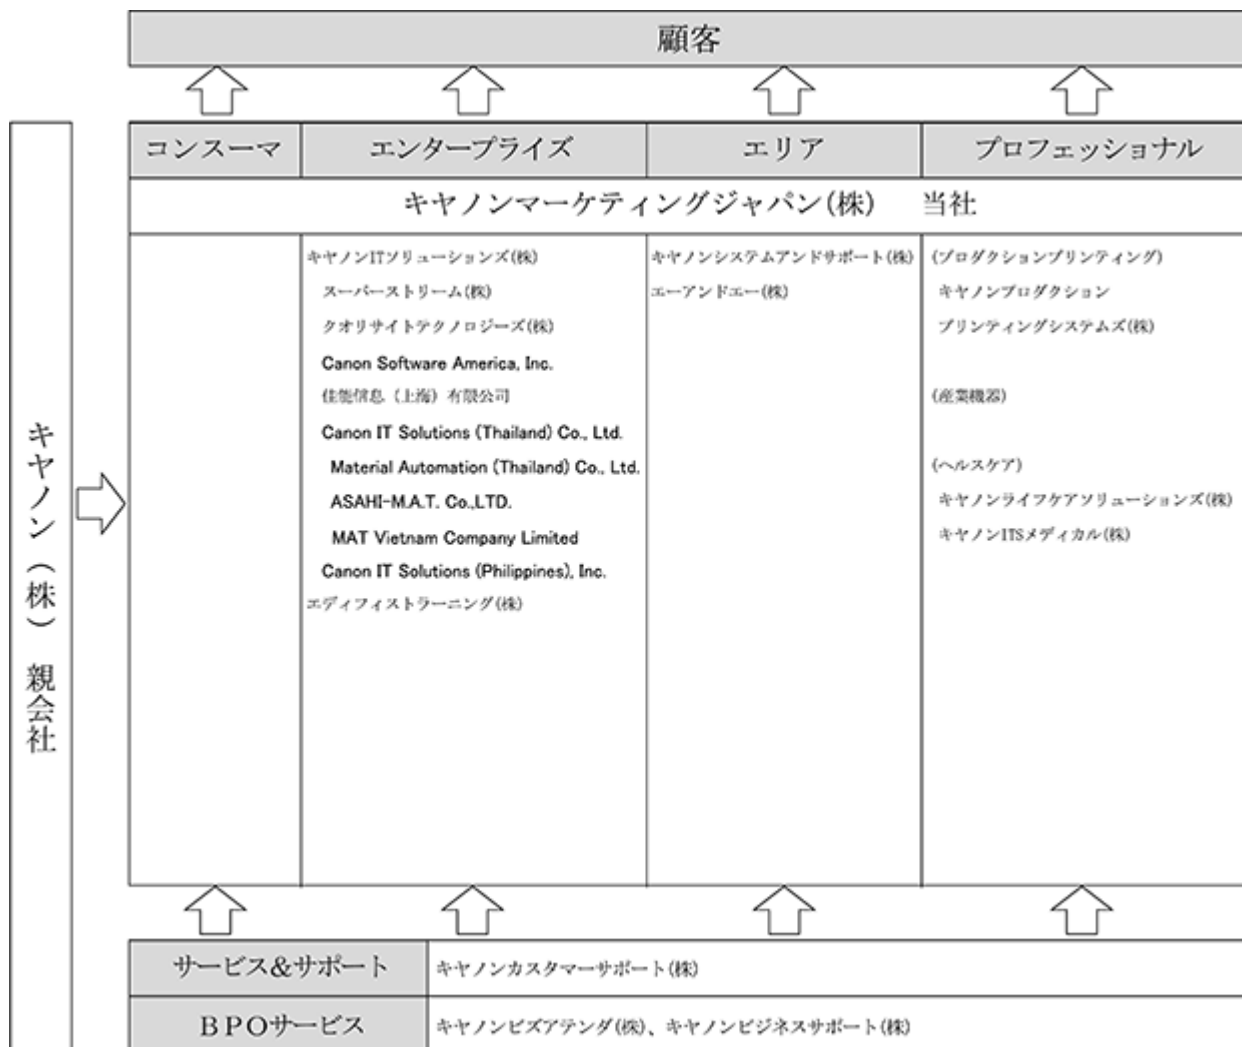 顧客
コンスーマ
エンタープライズ
エリア
プロフェッショナル
キヤノンマーケティングジャパン(株) 当社
キヤノンITソリューションズ(株)
スーパーストリーム(株)
クオリサイトテクノロジーズ(株)
Canon Software America, Inc.
佳能信息（上海）有限公司
Canon IT Solutions (Thailand) Co., Ltd.
Material Automation (Thailand) Co., Ltd.
ASAHI-M.A.T. Co.,LTD.
MAT Vietnam Company Limited
Canon IT Solutions (Philippines), Inc.
エディフィストラーニング(株)
キヤノンシステムアンドサポート(株)
エーアンドエー(株)
(プロダクションプリンティング)
キヤノンプロダクション
プリンティングシステムズ(株)
(産業機器)
(ヘルスケア)
キヤノンライフケアソリューションズ(株)
キヤノンITSメディカル(株)
キヤノン（株） 親会社
サービス&サポート
キヤノンカスタマーサポート(株)
ＢＰＯサービス
キヤノンビズアテンダ(株)、キヤノンビジネスサポート(株)